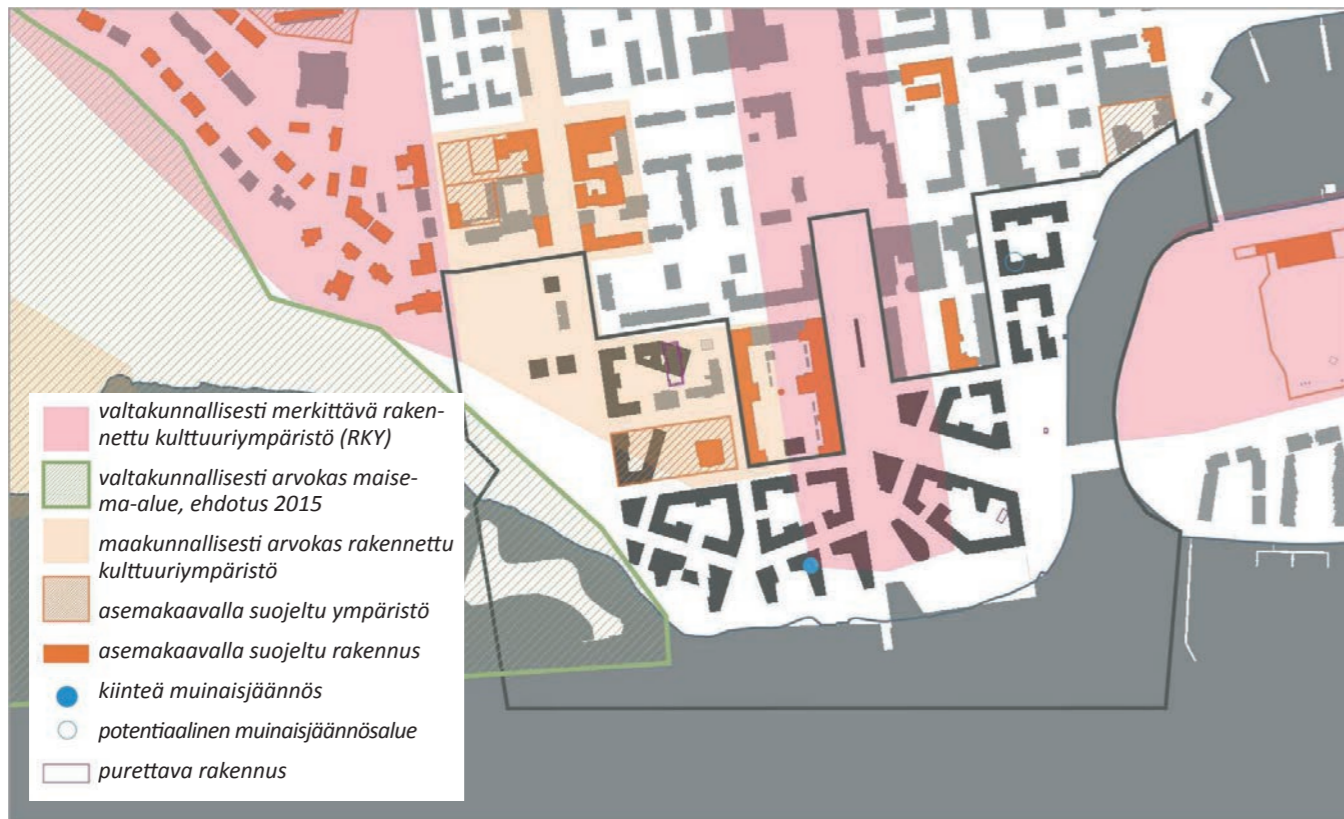 valtakunnallisesti merkittävä raken-
nettu kulttuuriympäristö (RKY)
valtakunnallisesti arvokas maise-
ma-alue, ehdotus 2015
maakunnallisesti arvokas rakennettu
kulttuuriympäristö
asemakaavalla suojeltu ympäristö
asemakaavalla suojeltu rakennus
kiinteä muinaisjäännös
potentiaalinen muinaisjäännösalue
purettava rakennus